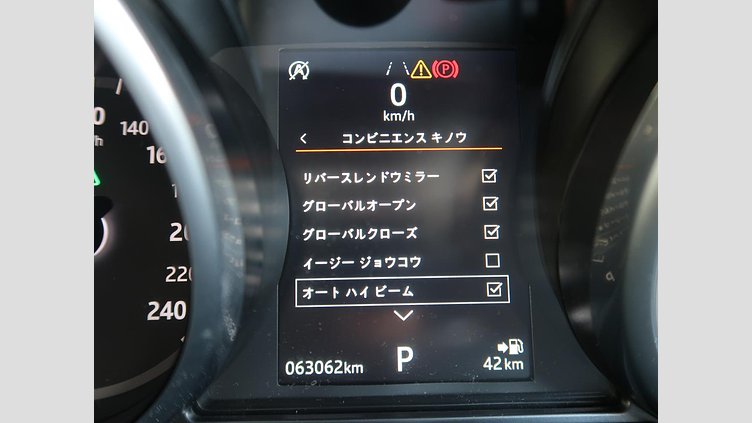 0
km/h
< コンビニエンス キノウ
リバースレンドウミラー
グローバルオープン
グローバルクローズ
イージー ジョウコウ
オート ハイ ビーム
063062km
P
42km
140
220
240